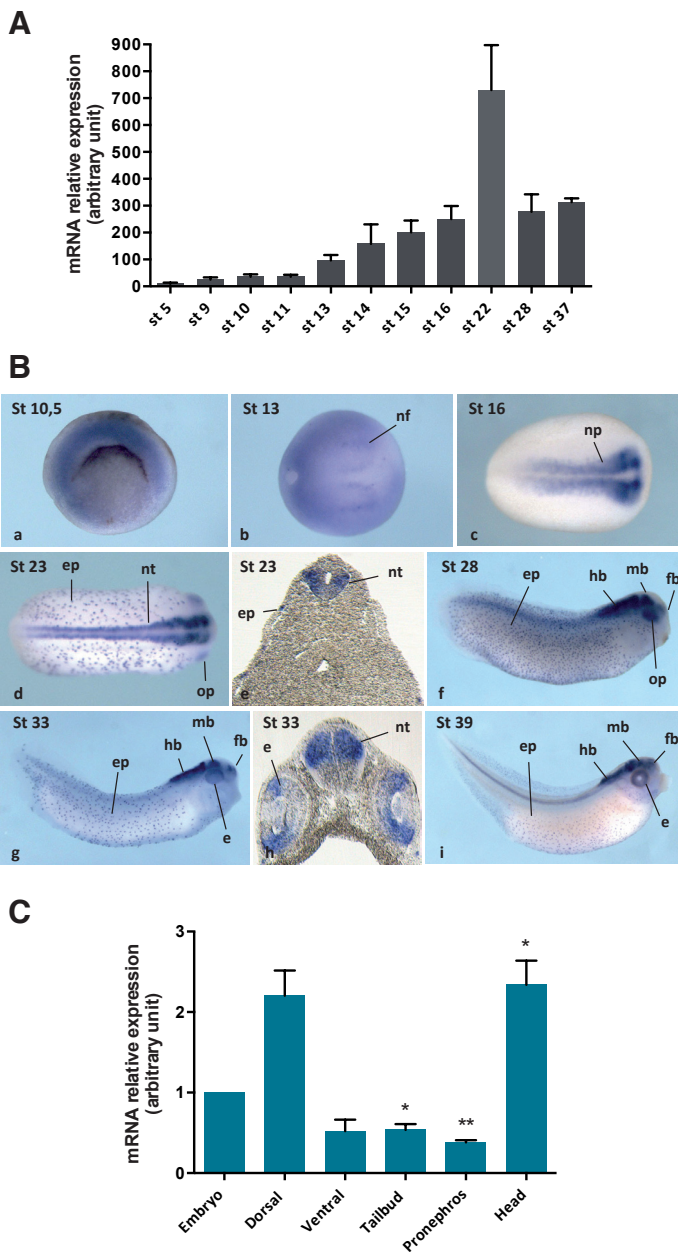 A
mRNA relative expression
(arbitrary unit)
900
800
700
600
500
400
300
200
100
0
st 5
st 9
st 10
st 11
st 13
st 14
st 15
st 16
st 22
st 28
st 37
B
St 10,5
a
St 13
nf
b
St 16
np
c
St 23
ep
nt
op
d
St 23
nt
ep
e
St 28
ep
hb
mb
fb
op
f
St 33
ep
hb
mb
fb
e
g
St 33
e
nt
h
St 39
ep
hb
mb
fb
e
i
C
mRNA relative expression
(arbitrary unit)
3
2
1
0
*
**
*
Embryo
Dorsal
Ventral
Tailbud
Pronephros
Head